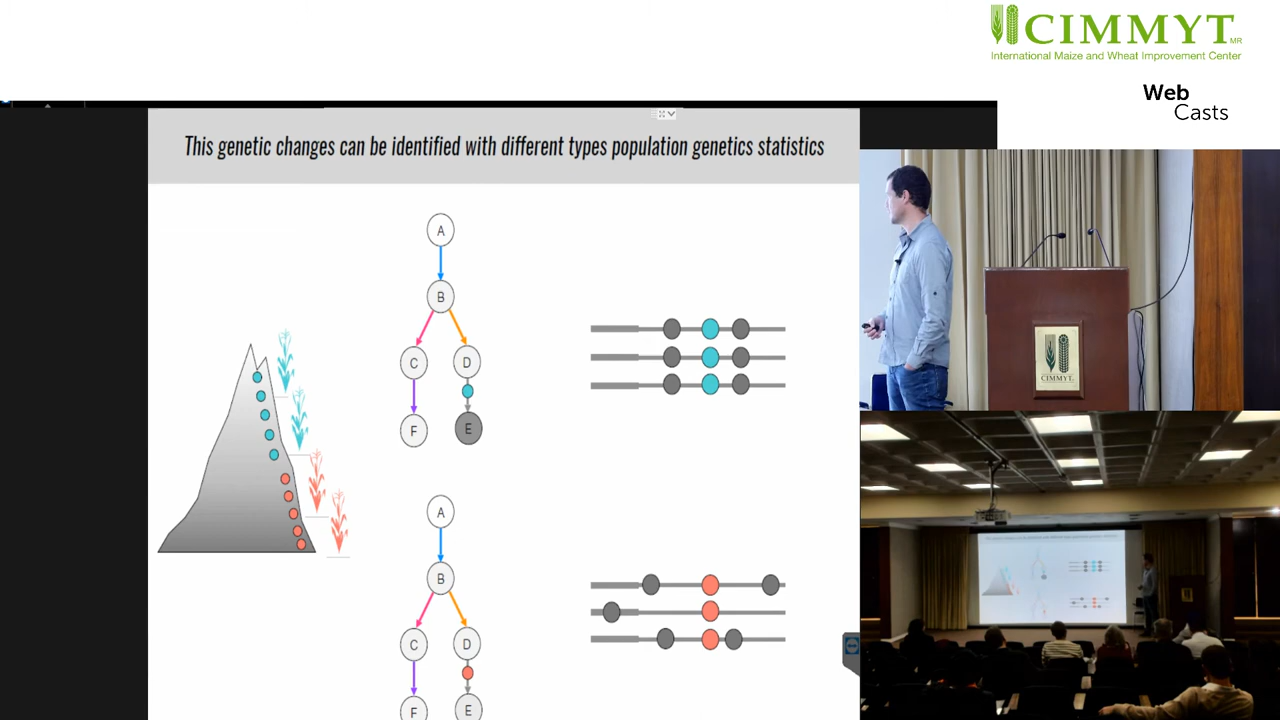 CIMMYT MR
International Maize and Wheat Improvement Center
Web
Casts
This genetic changes can be identified with different types population genetics statistics
A
B
C
D
F
E
A
B
C
D
F
E
CIMMYT